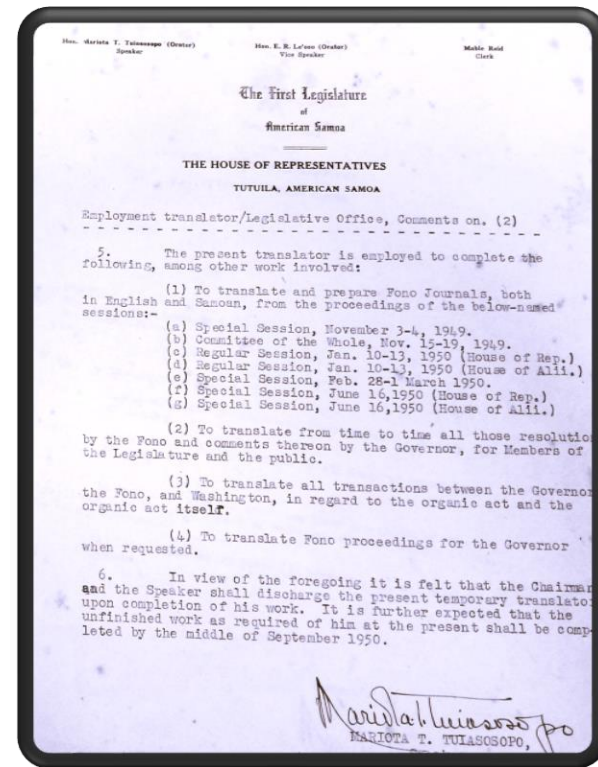 Hon. Mariota T. Tuiasosopo (Orator)
Speaker
Hon. E. R. Le'oso (Orator)
Vice Speaker
Moble Reid
Clerk
The First Legislature
of
American Samoa
THE HOUSE OF REPRESENTATIVES
TUTUILA, AMERICAN SAMOA
Employment translator/Legislative Office, Comments on. (2)
5. The present translator is employed to complete the
following, among other work involved:
(1) To translate and prepare Fono Journals, both
in English and Samoan, from the proceedings of the below-named
sessions:-
(a) Special Session, November 3-4, 1949.
(b) Committee of the Whole, Nov. 15-19, 1949.
(c) Regular Session, Jan. 10-13, 1950 (House of Rep.)
(d) Regular Session, Jan. 10-13, 1950 (House of Alii.)
(e) Special Session, Feb. 28-1 March 1950.
(f) Special Session, June 16,1950 (House of Rep.)
(g) Special Session, June 16,1950 (House of Alii.)
(2) To translate from time to time all those resolutio
by the Fono and comments thereon by the Governor, for Members of
the Legislature and the public.
(3) To translate all transactions between the Governor
the Fono, and Washington, in regard to the organic act and the
organic act itself.
(4) To translate Fono proceedings for the Governor
when requested.
6. In view of the foregoing it is felt that the Chairman
and the Speaker shall discharge the present temporary translato
upon completion of his work. It is further expected that the
unfinished work as required of him at the present shall be comp-
leted by the middle of September 1950.
Mariota T. Tuiasosopo
MARIOTA T. TUIASOSOPO,